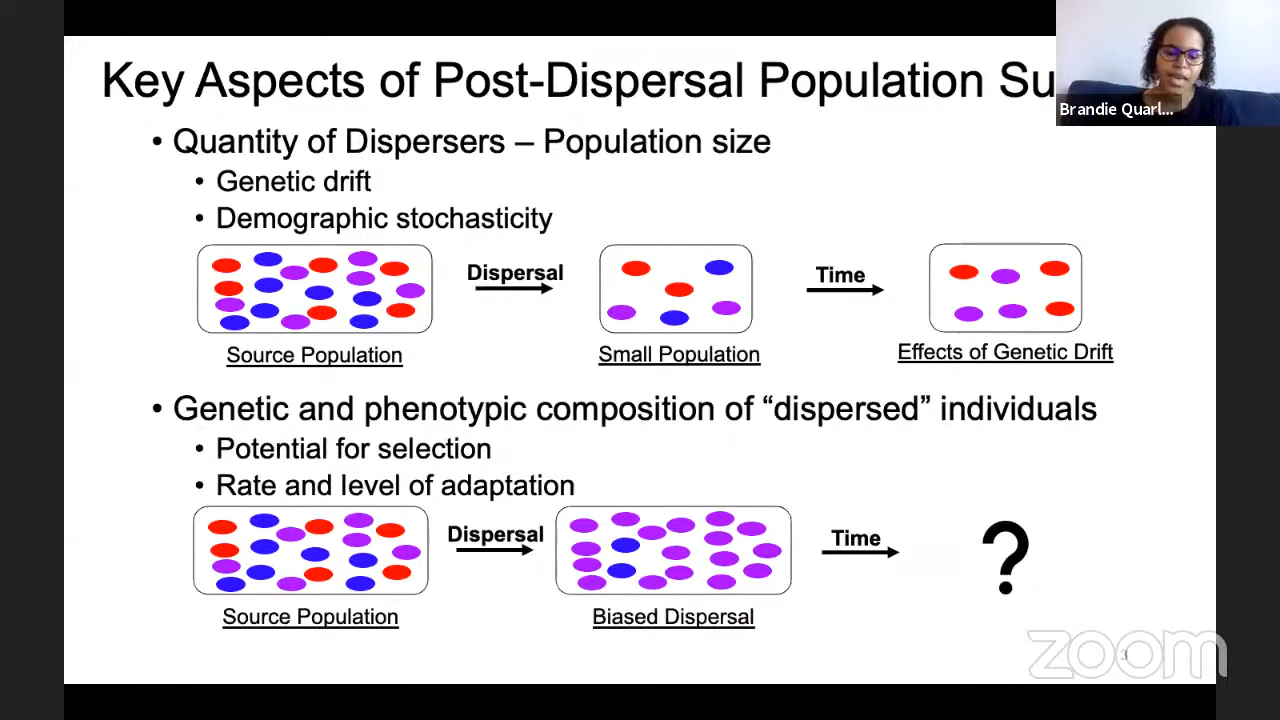 Key Aspects of Post-Dispersal Population Su
Brandie Quarl...
• Quantity of Dispersers – Population size
• Genetic drift
• Demographic stochasticity
Dispersal
Time
Source Population
Small Population
Effects of Genetic Drift
• Genetic and phenotypic composition of “dispersed” individuals
• Potential for selection
• Rate and level of adaptation
Dispersal
Time
?
Source Population
Biased Dispersal
zoom
3